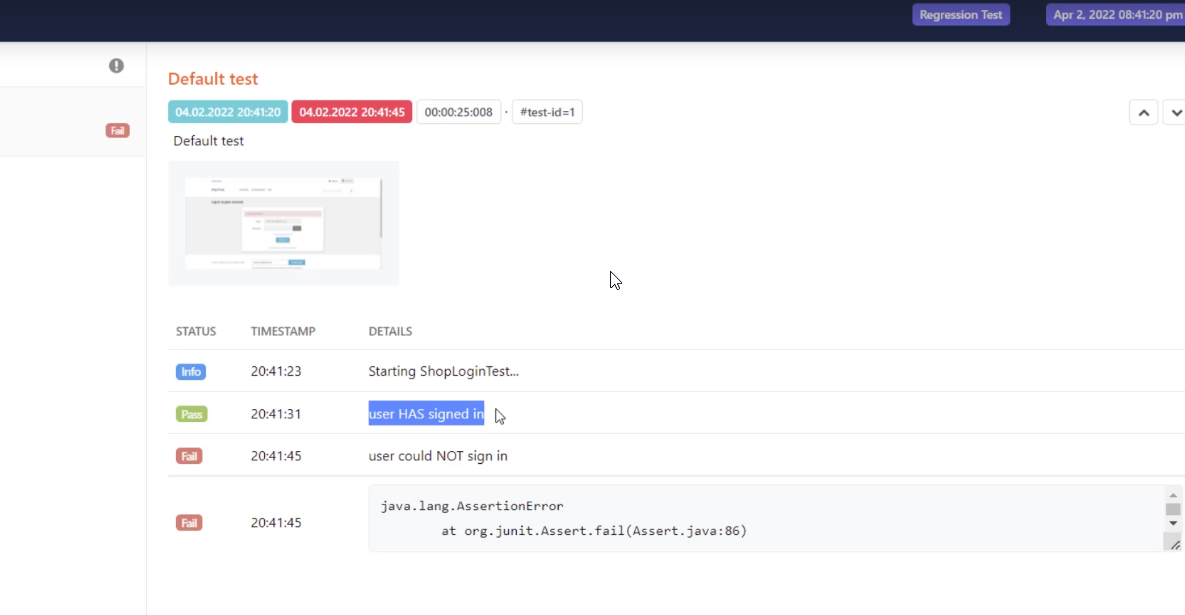 Regression Test Apr 2, 2022 08:41:20 pm
Fail
Default test
04.02.2022 20:41:20 04.02.2022 20:41:45 00:00:25:008 · #test-id=1
Default test
STATUS TIMESTAMP DETAILS
Info 20:41:23 Starting ShopLoginTest...
Pass 20:41:31 user HAS signed in
Fail 20:41:45 user could NOT sign in
Fail 20:41:45 java.lang.AssertionError
at org.junit.Assert.fail(Assert.java:86)